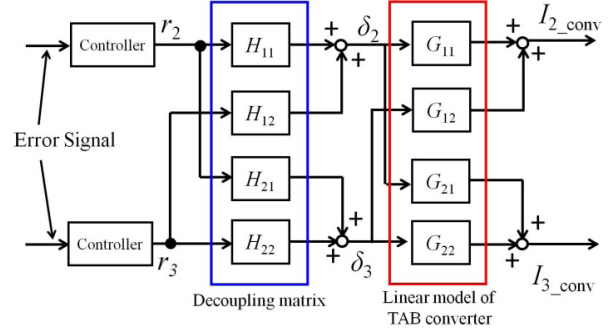 Controller
r2
H11
+
+
δ2
G11
+
+
I2_conv
H12
G12
Error Signal
H21
G21
Controller
r3
H22
+
+
δ3
G22
+
+
I3_conv
Decoupling matrix
Linear model of
TAB converter